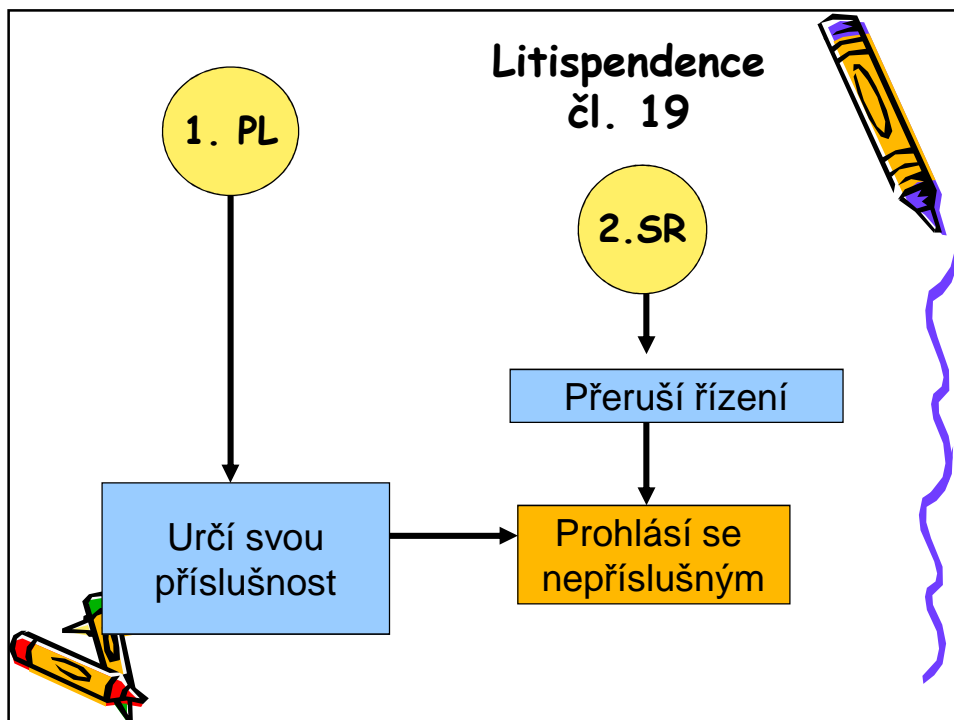 Litispendence
čl. 19
1. PL
2.SR
Přeruší řízení
Určí svou
příslušnost
Prohlásí se
nepříslušným